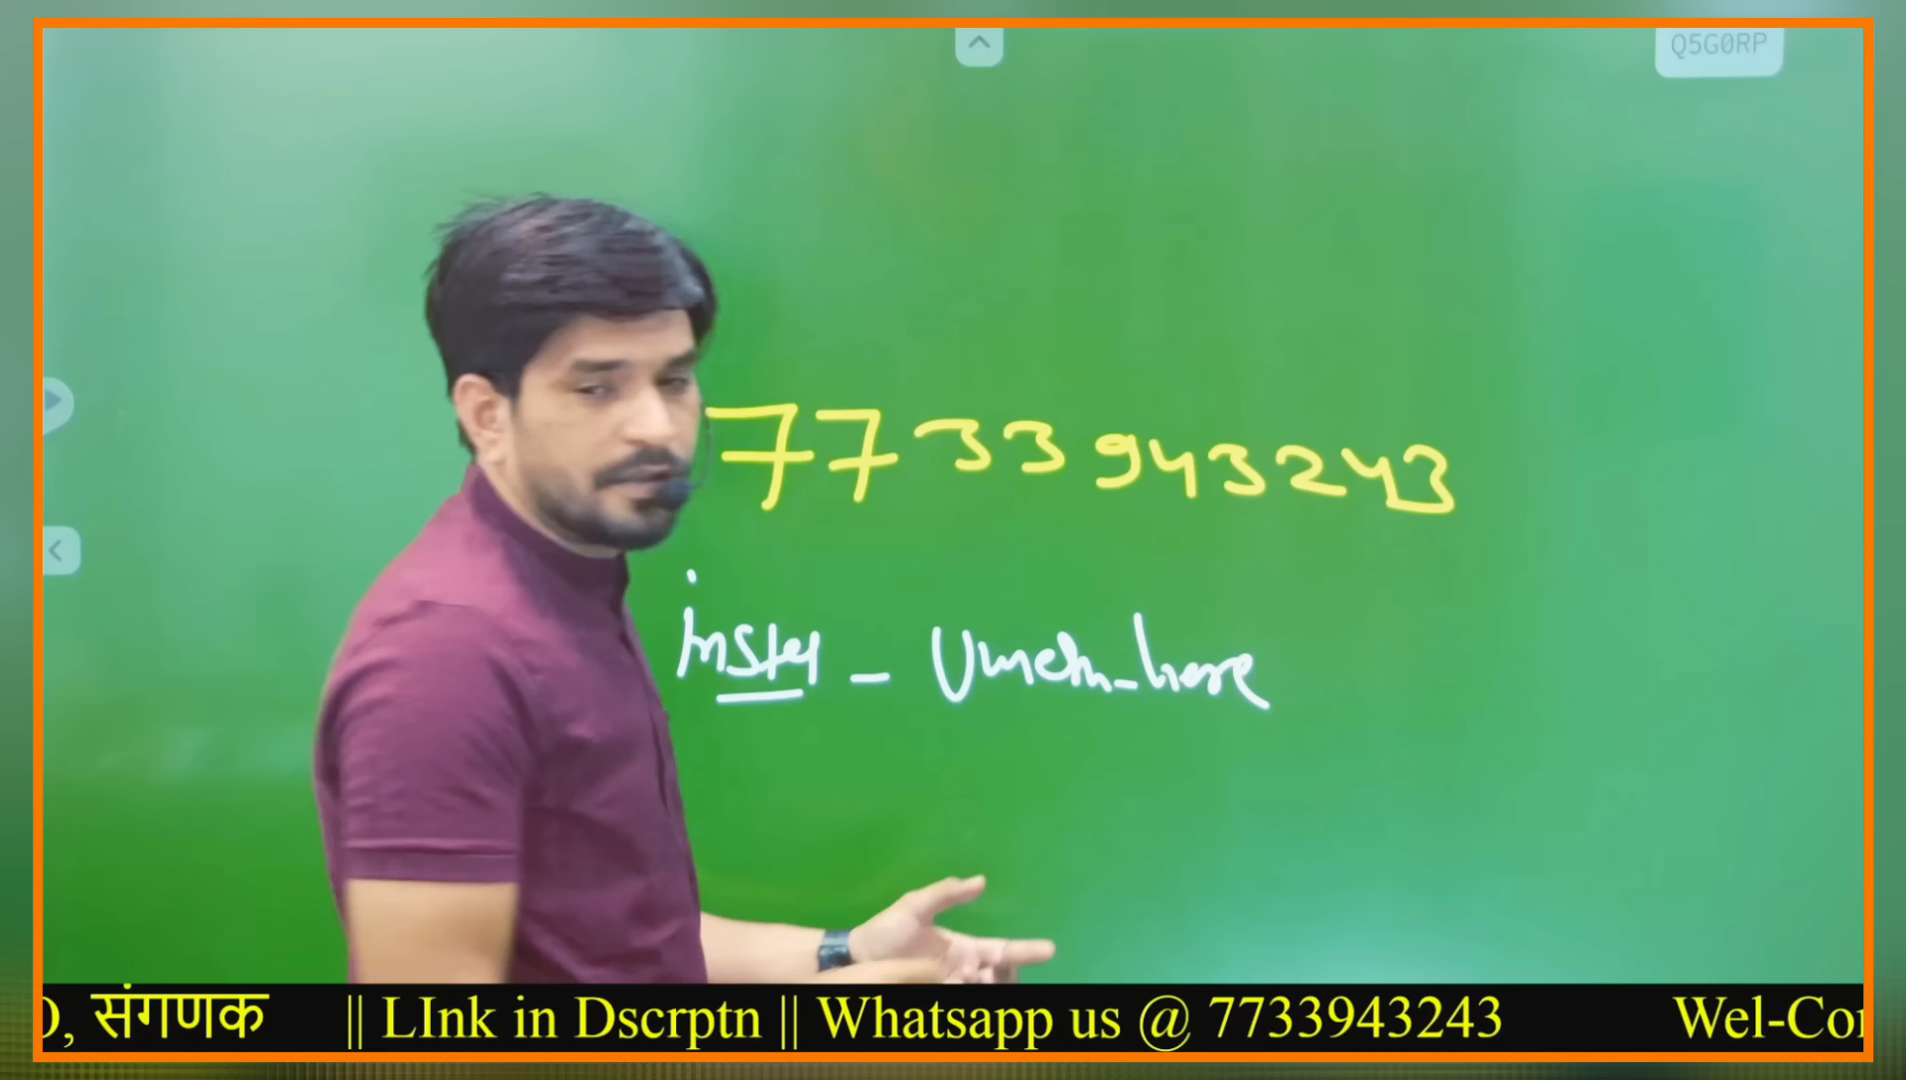 Q5G0RP
7733943243
insta - Umesh_here
), संगणक || LInk in Dscrptn || Whatsapp us @ 7733943243 Wel-Co